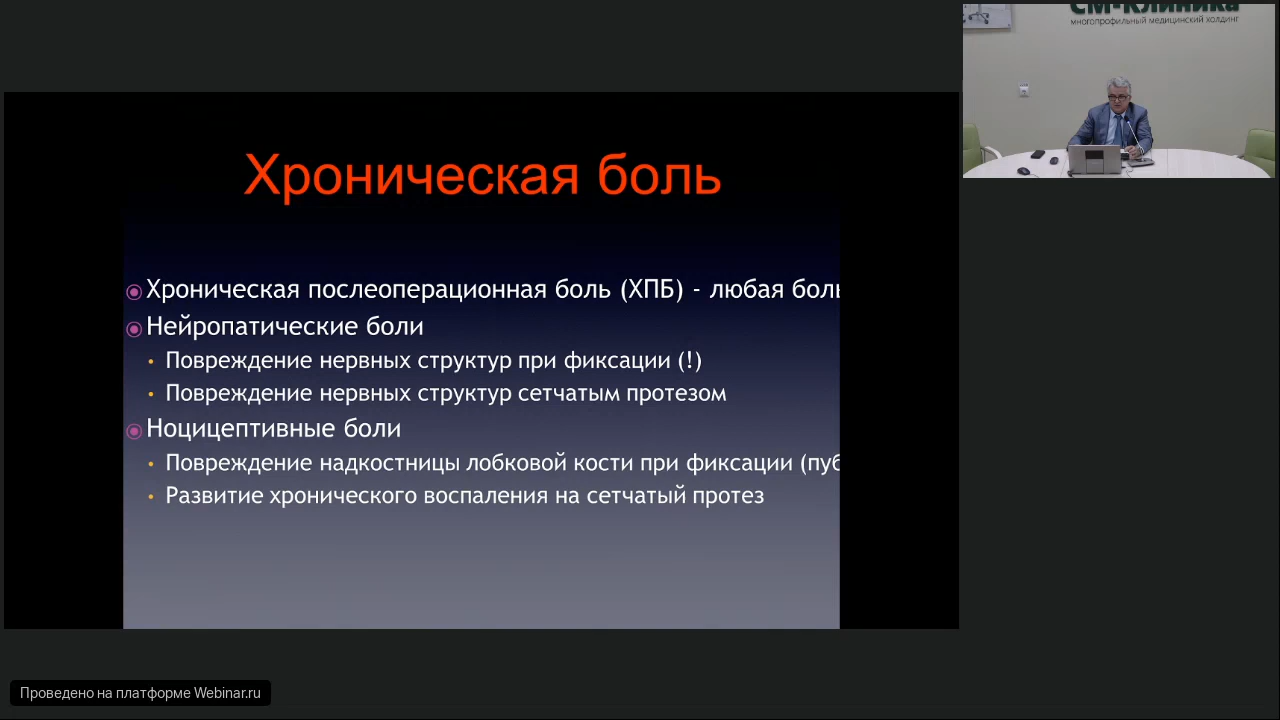 СМ-Клиника
многопрофильный медицинский холдинг
Хроническая боль
Хроническая послеоперационная боль (ХПБ) - любая боль
Нейропатические боли
Повреждение нервных структур при фиксации (!)
Повреждение нервных структур сетчатым протезом
Ноцицептивные боли
Повреждение надкостницы лобковой кости при фиксации (пуб
Развитие хронического воспаления на сетчатый протез
Проведено на платформе Webinar.ru